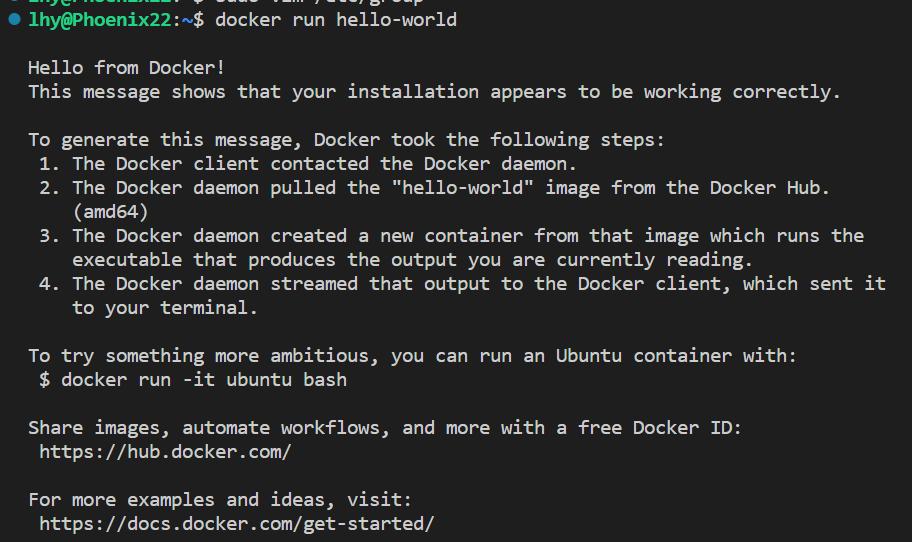 lhy@Phoenix22:~$ docker run hello-world
Hello from Docker!
This message shows that your installation appears to be working correctly.
To generate this message, Docker took the following steps:
1. The Docker client contacted the Docker daemon.
2. The Docker daemon pulled the "hello-world" image from the Docker Hub.
(amd64)
3. The Docker daemon created a new container from that image which runs the
executable that produces the output you are currently reading.
4. The Docker daemon streamed that output to the Docker client, which sent it
to your terminal.
To try something more ambitious, you can run an Ubuntu container with:
$ docker run -it ubuntu bash
Share images, automate workflows, and more with a free Docker ID:
https://hub.docker.com/
For more examples and ideas, visit:
https://docs.docker.com/get-started/